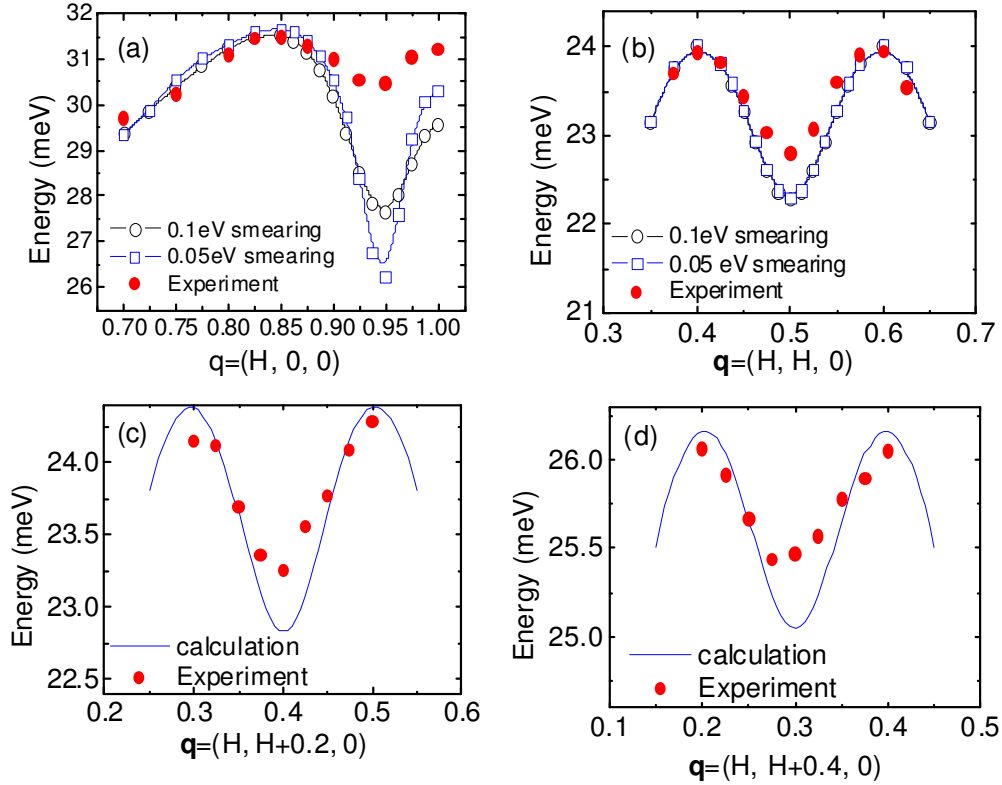 (a)
Energy (meV)
32
31
30
29
28
27
26
0.1eV smearing
0.05eV smearing
Experiment
0.70 0.75 0.80 0.85 0.90 0.95 1.00
q=(H, 0, 0)
(b)
Energy (meV)
24
23
22
21
0.1eV smearing
0.05 eV smearing
Experiment
0.3 0.4 0.5 0.6 0.7
q=(H, H, 0)
(c)
Energy (meV)
24.0
23.5
23.0
22.5
calculation
Experiment
0.2 0.3 0.4 0.5 0.6
q=(H, H+0.2, 0)
(d)
Energy (meV)
26.0
25.5
25.0
calculation
Experiment
0.1 0.2 0.3 0.4 0.5
q=(H, H+0.4, 0)